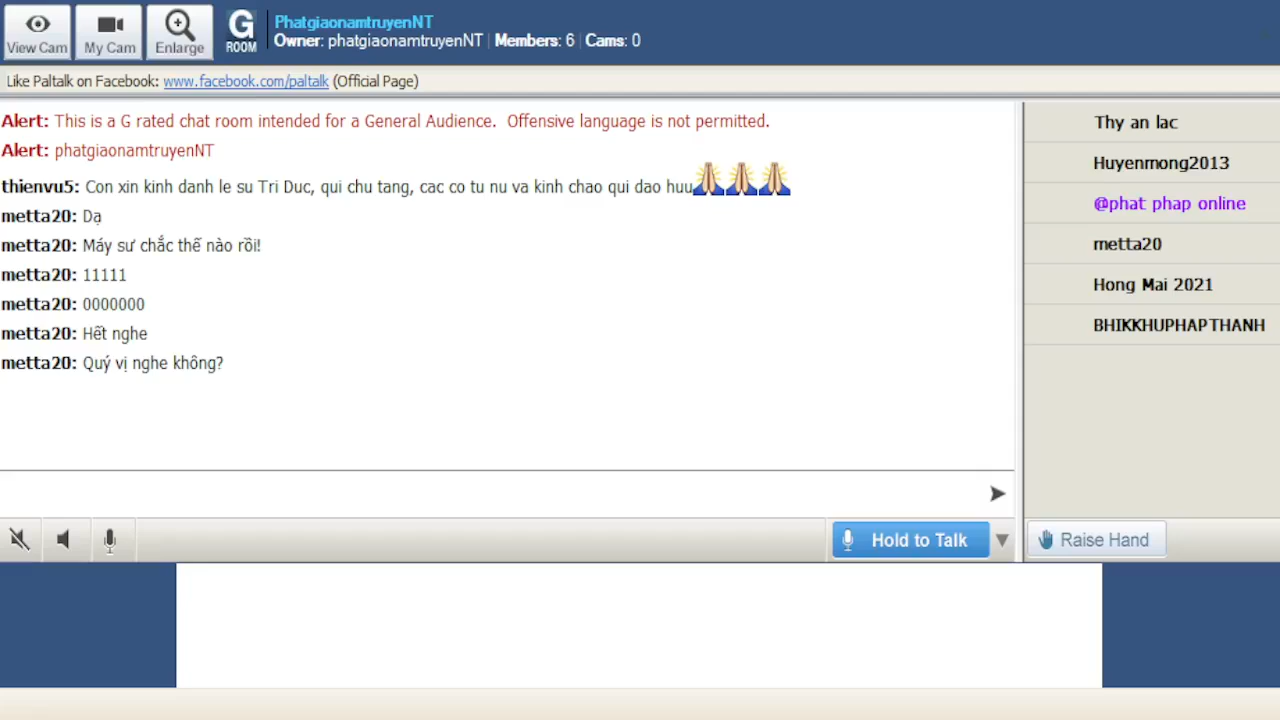 View Cam
My Cam
Enlarge
G
ROOM
PhatgiaonamtruyenNT
Owner: phatgiaonamtruyenNT | Members: 6 | Cams: 0
Like Paltalk on Facebook: www.facebook.com/paltalk (Official Page)
Alert: This is a G rated chat room intended for a General Audience. Offensive language is not permitted.
Alert: phatgiaonamtruyenNT
thienvu5: Con xin kinh danh le su Tri Duc, qui chu tang, cac co tu nu va kinh chao qui dao huu
metta20: Dạ
metta20: Máy sư chắc thế nào rồi!
metta20: 11111
metta20: 0000000
metta20: Hết nghe
metta20: Quý vị nghe không?
Thy an lac
Huyenmong2013
@phat phap online
metta20
Hong Mai 2021
BHIKKHUPHAPTHANH
Hold to Talk
Raise Hand